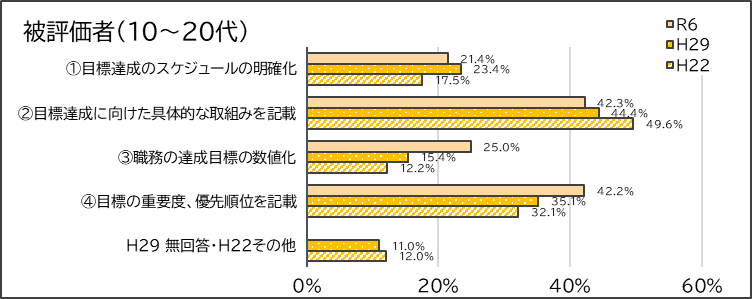 被評価者(10～20代)
R6
H29
H22
①目標達成のスケジュールの明確化
21.4%
23.4%
17.5%
②目標達成に向けた具体的な取組みを記載
42.3%
44.4%
49.6%
③職務の達成目標の数値化
25.0%
15.4%
12.2%
④目標の重要度、優先順位を記載
42.2%
35.1%
32.1%
H29 無回答・H22その他
11.0%
12.0%
0%
20%
40%
60%